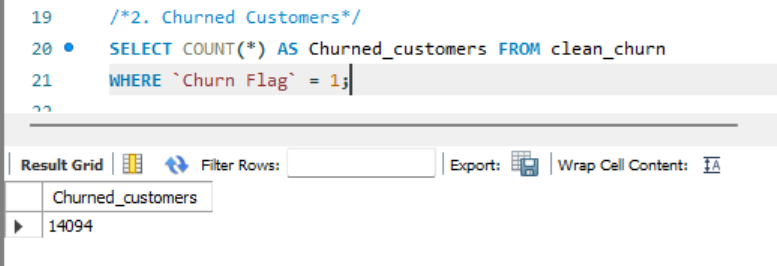 19 /*2. Churned Customers*/
20 SELECT COUNT(*) AS Churned_customers FROM clean_churn
21 WHERE `Churn Flag` = 1;
22
Result Grid Filter Rows: Export: Wrap Cell Content: IA
Churned_customers
14094